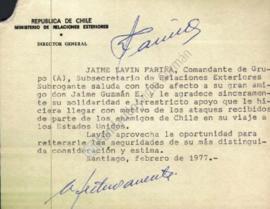 REPUBLICA DE CHILE
MINISTERIO DE RELACIONES EXTERIORES
DIRECTOR GENERAL
JAIME LAVIN FARIÑA, Comandante de Gru-
po (A), Subsecretario de Relaciones Exteriores
Subrogante saluda con todo afecto a su gran ami-
go don Jaime Guzmán E. y le agradece sinceramen-
te su solidaridad e irrestricto apoyo que le hi-
ciera llegar con motivo de los ataques recibidos
de parte de los enemigos de Chile en su viaje a
los Estados Unidos.
Lavín aprovecha la oportunidad para
reiterarle las seguridades de su más distingui-
da consideración y estima.
Santiago, febrero de 1977.-